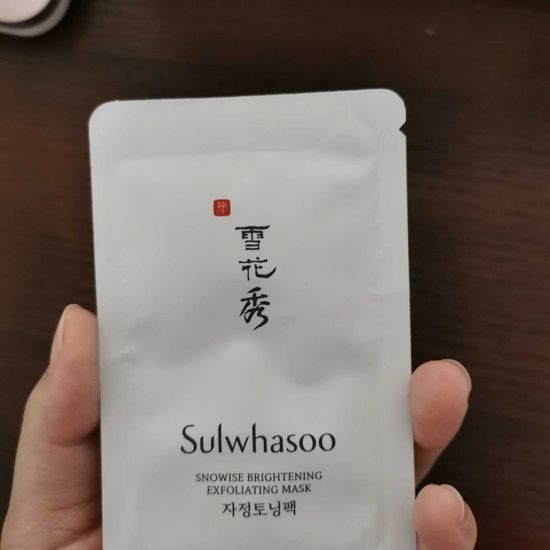 雪
花
秀
Sulwhasoo
SNOWISE BRIGHTENING
EXFOLIATING MASK
자정토닝팩